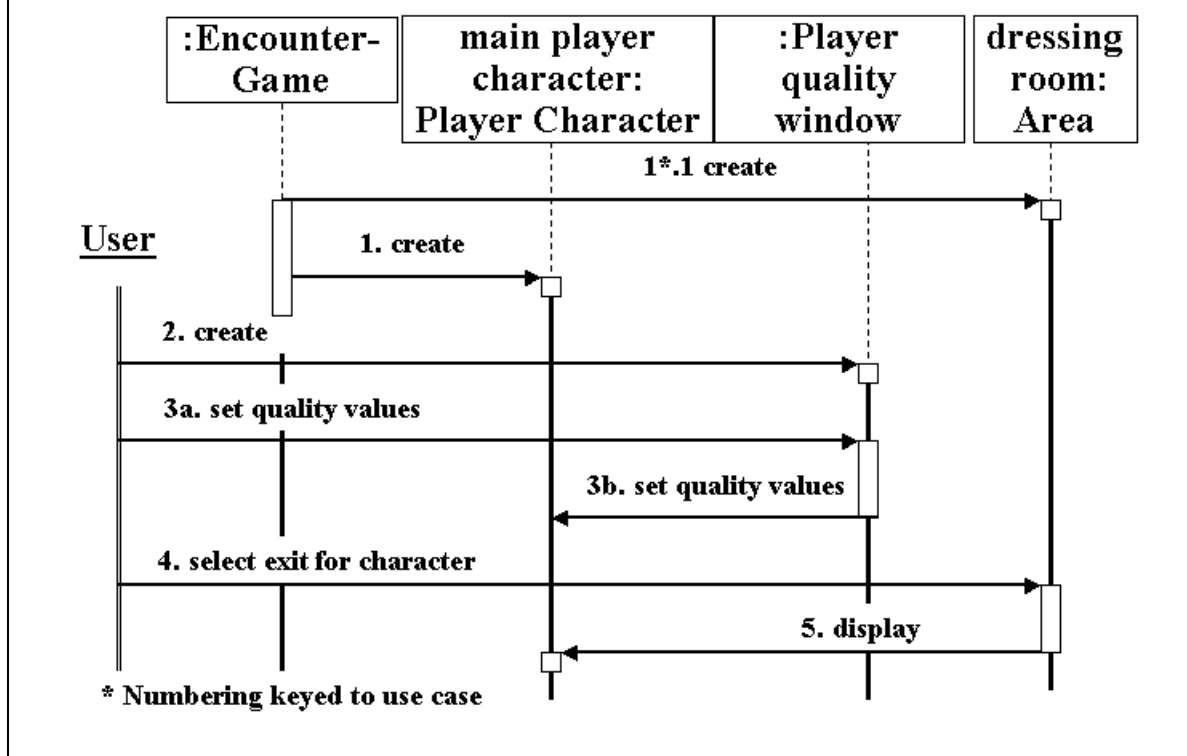 :Encounter-
Game
main player
character:
Player Character
:Player
quality
window
dressing
room:
Area
1*.1 create
User
1. create
2. create
3a. set quality values
3b. set quality values
4. select exit for character
5. display
* Numbering keyed to use case